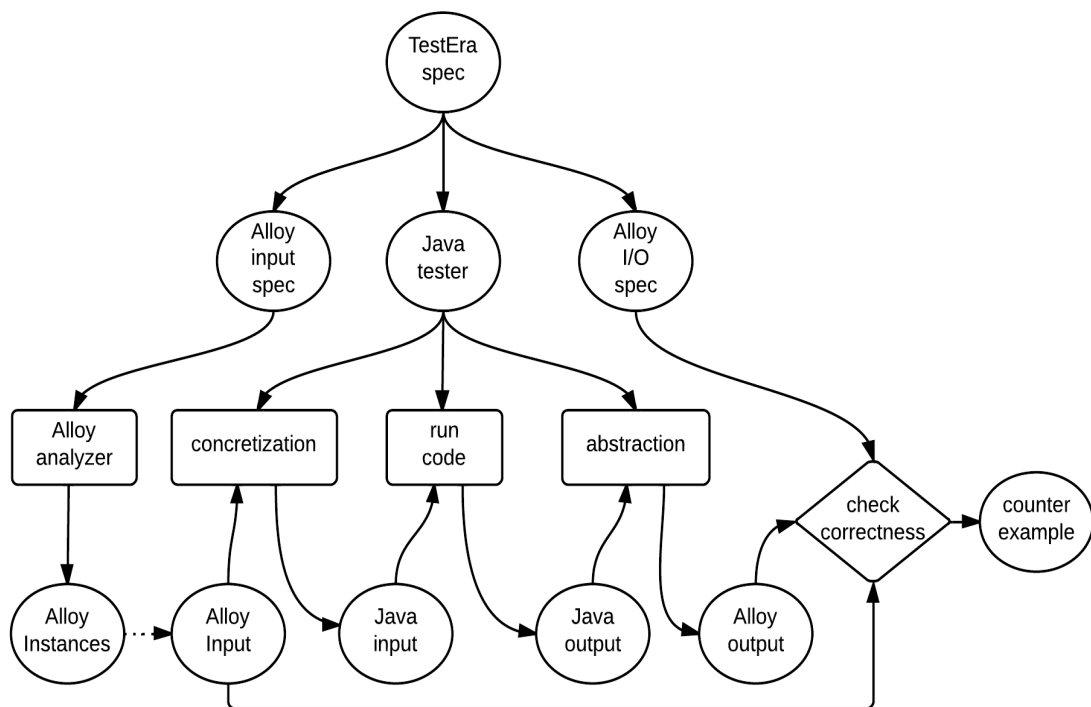 TestEra
spec
Alloy
input
spec
Java
tester
Alloy
I/O
spec
Alloy
analyzer
concretization
run
code
abstraction
check
correctness
counter
example
Alloy
Instances
Alloy
Input
Java
input
Java
output
Alloy
output